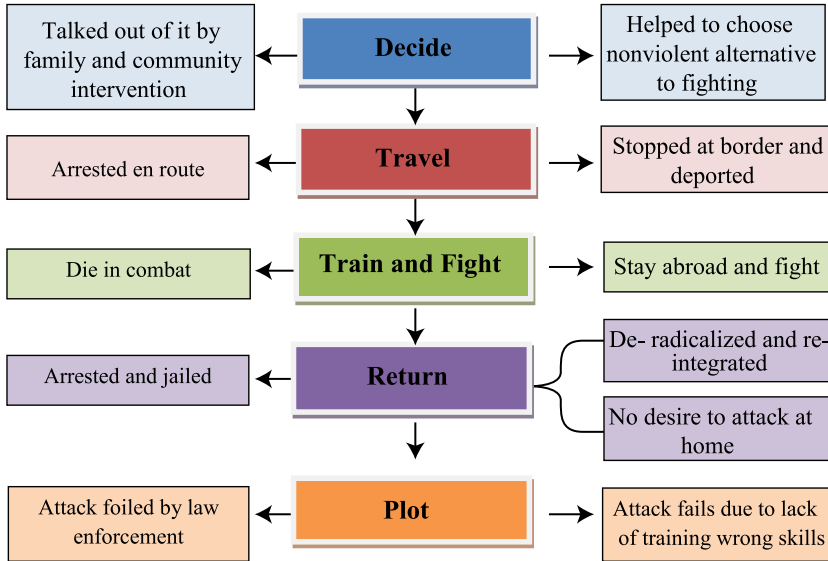 Talked out of it by
family and community
intervention
Decide
Helped to choose
nonviolent alternative
to fighting
Arrested en route
Travel
Stopped at border and
deported
Die in combat
Train and Fight
Stay abroad and fight
Arrested and jailed
Return
De- radicalized and re-
integrated
No desire to attack at
home
Attack foiled by law
enforcement
Plot
Attack fails due to lack
of training wrong skills